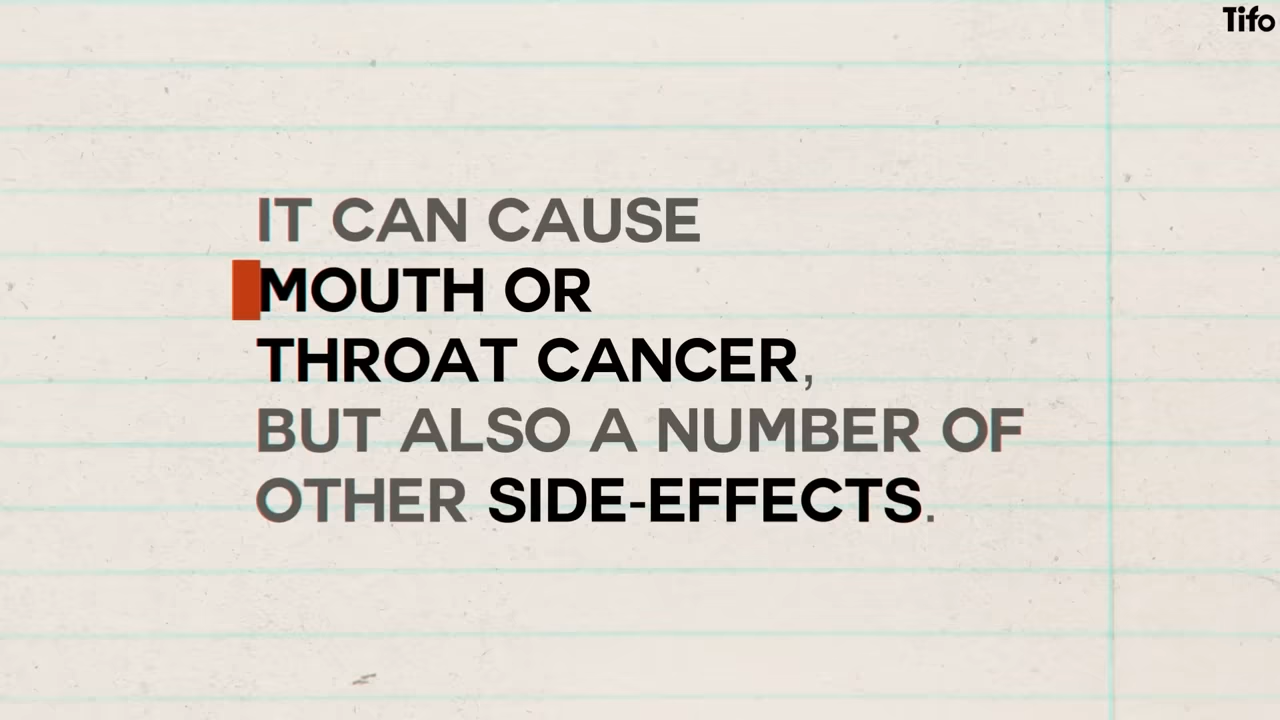 Tifo
IT CAN CAUSE
MOUTH OR
THROAT CANCER,
BUT ALSO A NUMBER OF
OTHER SIDE-EFFECTS.